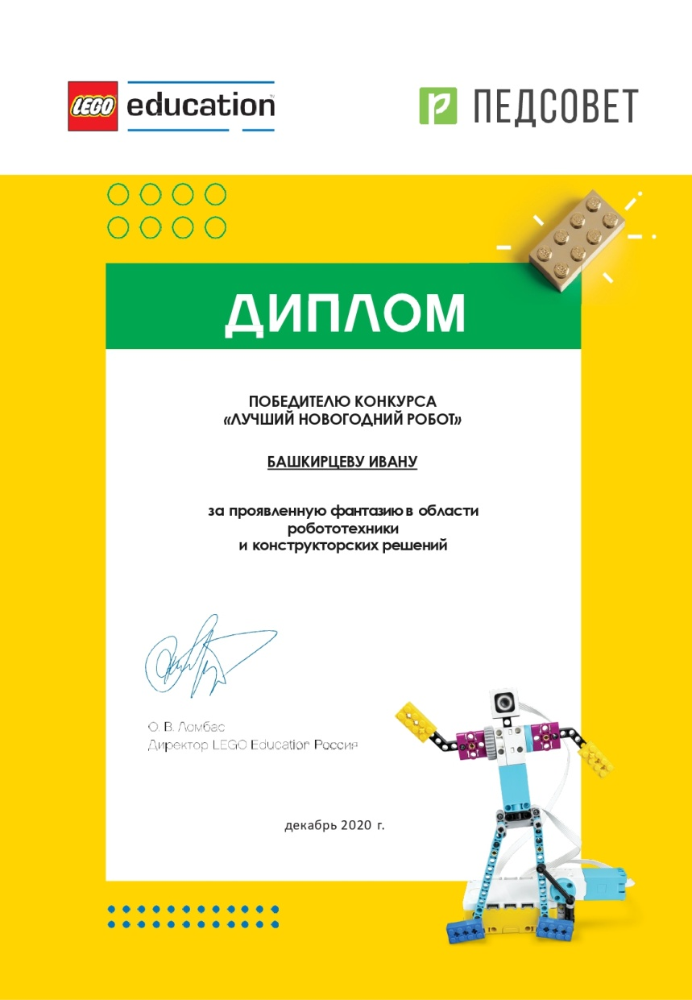 LEGO education™
ПЕДСОВЕТ
ДИПЛОМ
ПОБЕДИТЕЛЮ КОНКУРСА
«ЛУЧШИЙ НОВОГОДНИЙ РОБОТ»
БАШКИРЦЕВУ ИВАНУ
за проявленную фантазию в области
робототехники
и конструкторских решений
О. В. Ломбас
Директор LEGO Education Россия
декабрь 2020 г.